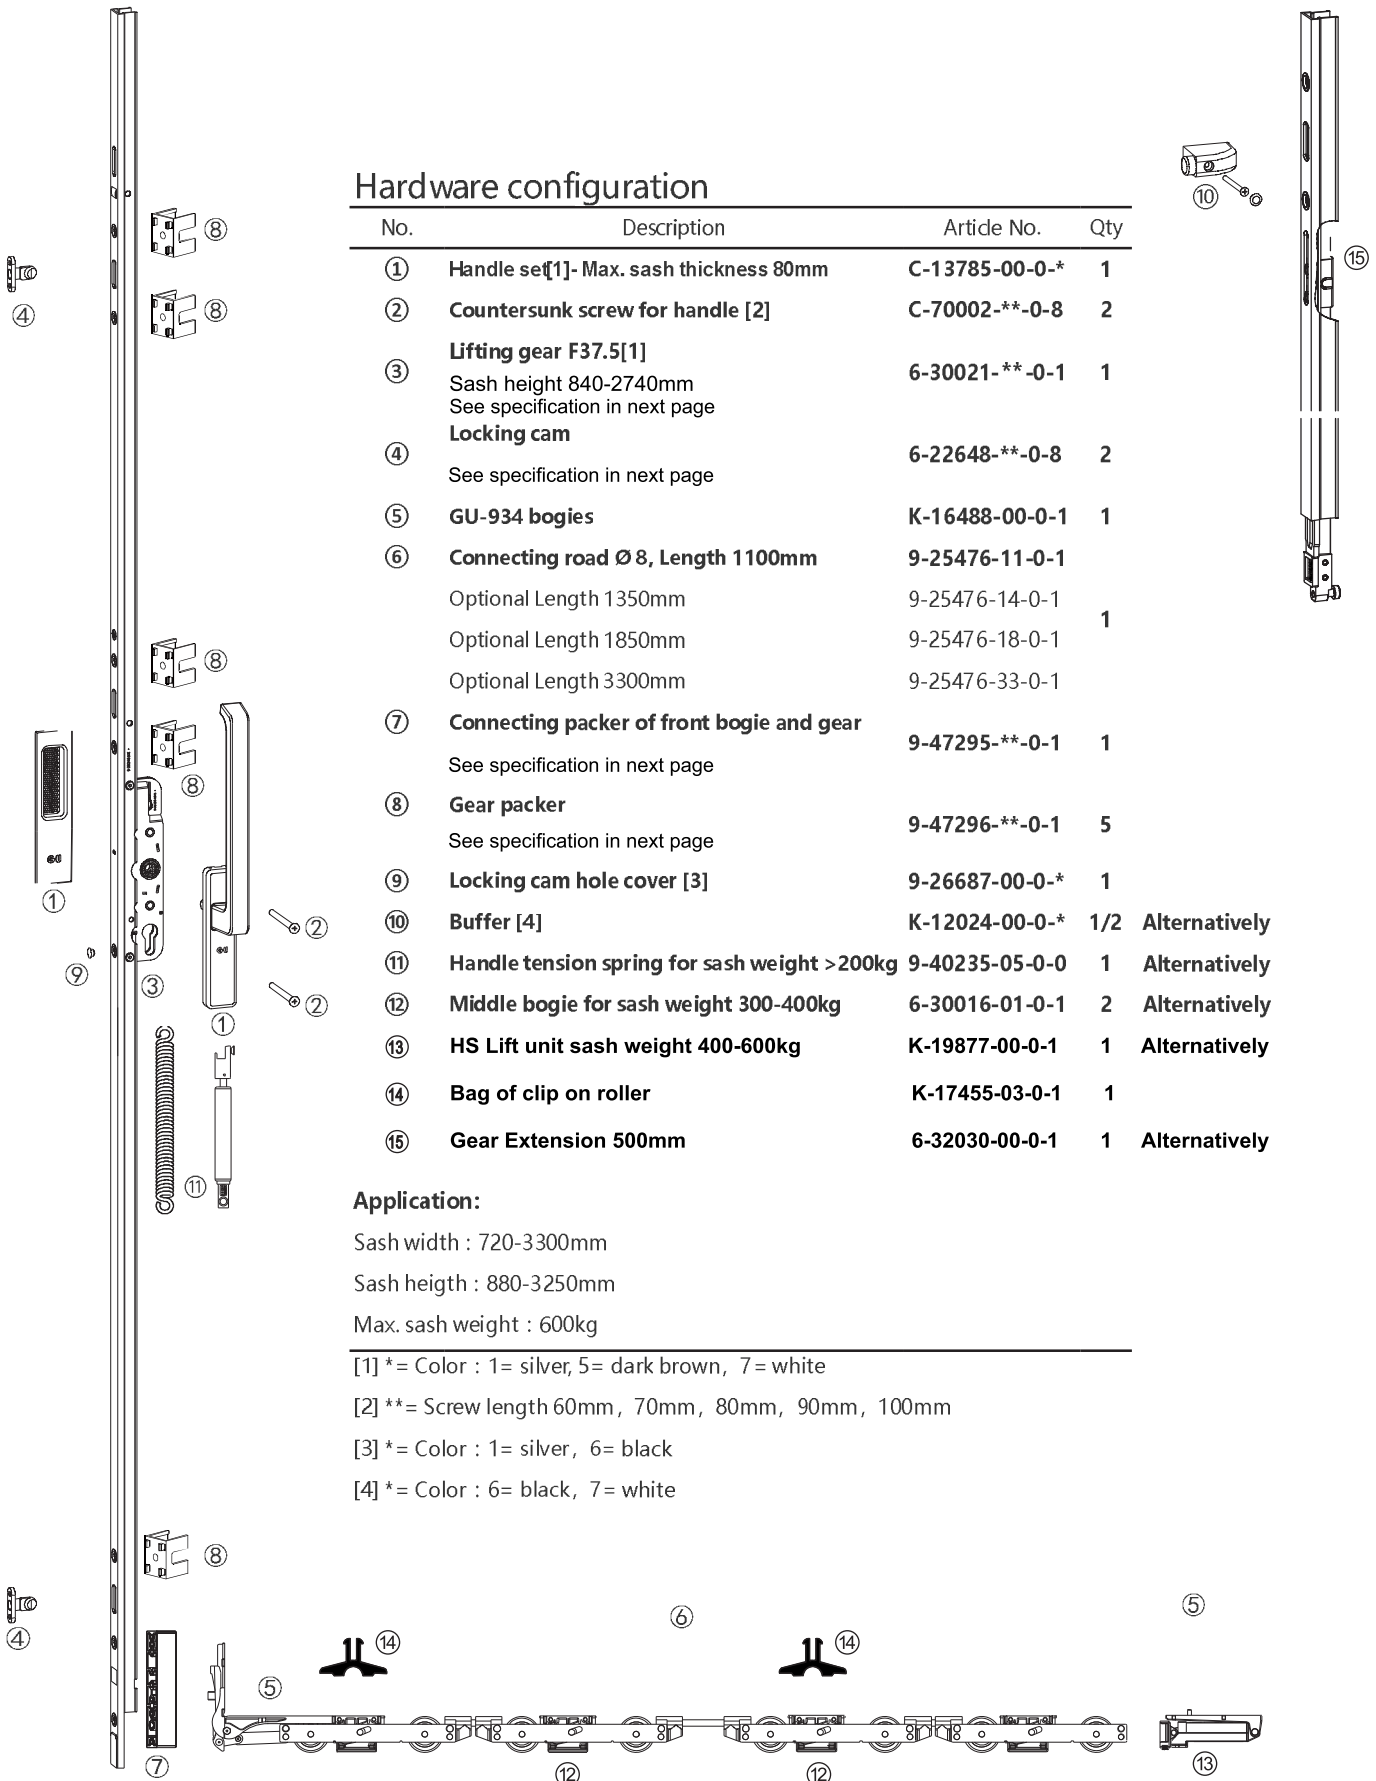 Hardware configuration
No. Description Article No. Qty
① Handle set[1]- Max. sash thickness 80mm C-13785-00-0-* 1
② Countersunk screw for handle [2] C-70002-**-0-8 2
Lifting gear F37.5[1]
③ 6-30021-**-0-1 1
Sash height 840-2740mm
See specification in next page
Locking cam
④ 6-22648-**-0-8 2
See specification in next page
⑤ GU-934 bogies K-16488-00-0-1 1
⑥ Connecting road Ø 8, Length 1100mm 9-25476-11-0-1
Optional Length 1350mm 9-25476-14-0-1
1
Optional Length 1850mm 9-25476-18-0-1
Optional Length 3300mm 9-25476-33-0-1
⑦ Connecting packer of front bogie and gear
9-47295-**-0-1 1
See specification in next page
⑧ Gear packer
9-47296-**-0-1 5
See specification in next page
⑨ Locking cam hole cover [3] 9-26687-00-0-* 1
⑩ Buffer [4] K-12024-00-0-* 1/2 Alternatively
⑪ Handle tension spring for sash weight >200kg 9-40235-05-0-0 1 Alternatively
⑫ Middle bogie for sash weight 300-400kg 6-30016-01-0-1 2 Alternatively
⑬ HS Lift unit sash weight 400-600kg K-19877-00-0-1 1 Alternatively
⑭ Bag of clip on roller K-17455-03-0-1 1
⑮ Gear Extension 500mm 6-32030-00-0-1 1 Alternatively
Application:
Sash width : 720-3300mm
Sash heigth : 880-3250mm
Max. sash weight : 600kg
[1] *= Color : 1= silver, 5= dark brown, 7= white
[2] **= Screw length 60mm, 70mm, 80mm, 90mm, 100mm
[3] *= Color : 1= silver, 6= black
[4] *= Color : 6= black, 7= white
⑧
⑧
④
⑧
⑧
①
②
⑨
③
②
①
⑪
⑧
④
⑦
⑩
⑮
⑥
⑤
⑭
⑭
⑤
⑫
⑫
⑬